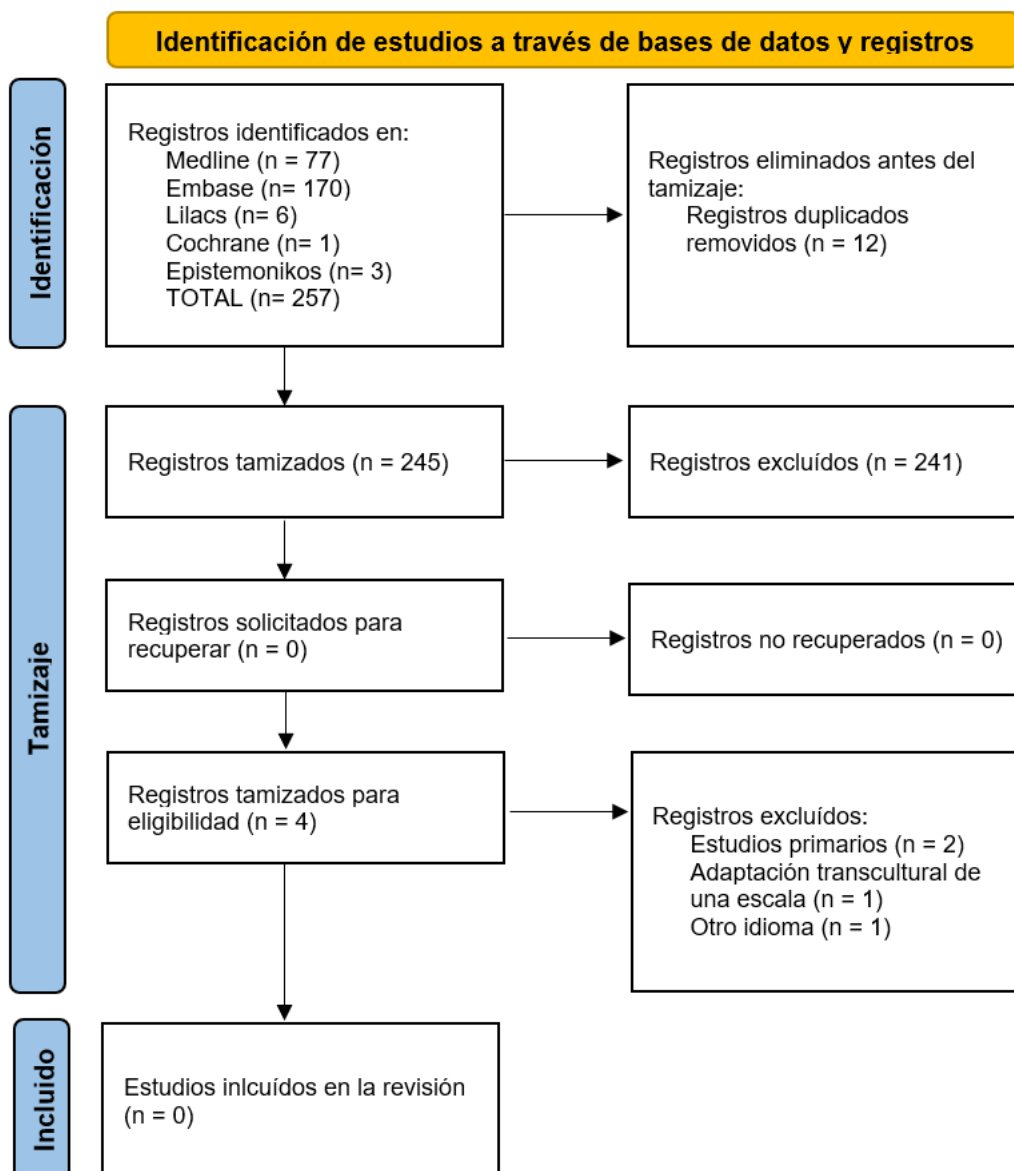 Identificación de estudios a través de bases de datos y registros
Identificación
Registros identificados en:
Medline (n = 77)
Embase (n= 170)
Lilacs (n= 6)
Cochrane (n= 1)
Epistemonikos (n= 3)
TOTAL (n= 257)
Registros eliminados antes del
tamizaje:
Registros duplicados
removidos (n = 12)
Tamizaje
Registros tamizados (n = 245)
Registros excluídos (n = 241)
Registros solicitados para
recuperar (n = 0)
Registros no recuperados (n = 0)
Registros tamizados para
eligibilidad (n = 4)
Registros excluídos:
Estudios primarios (n = 2)
Adaptación transcultural de
una escala (n = 1)
Otro idioma (n = 1)
Incluido
Estudios inlcuídos en la revisión
(n = 0)